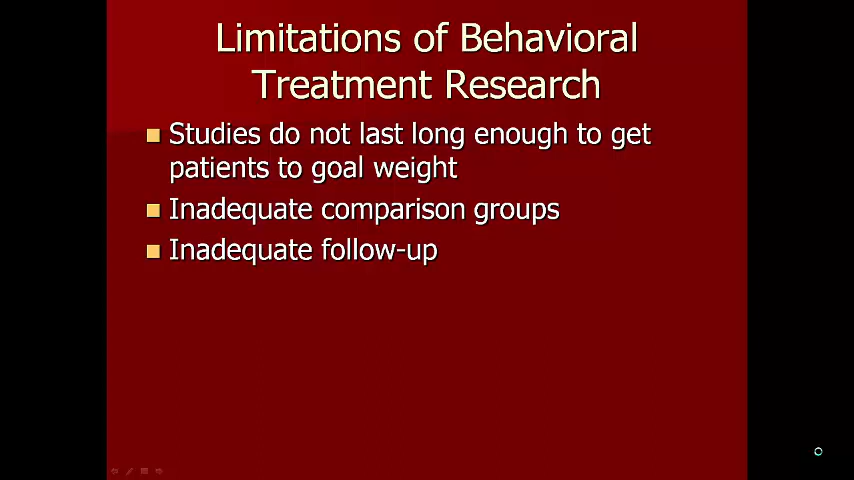 Limitations of Behavioral
Treatment Research
Studies do not last long enough to get
patients to goal weight
Inadequate comparison groups
Inadequate follow-up